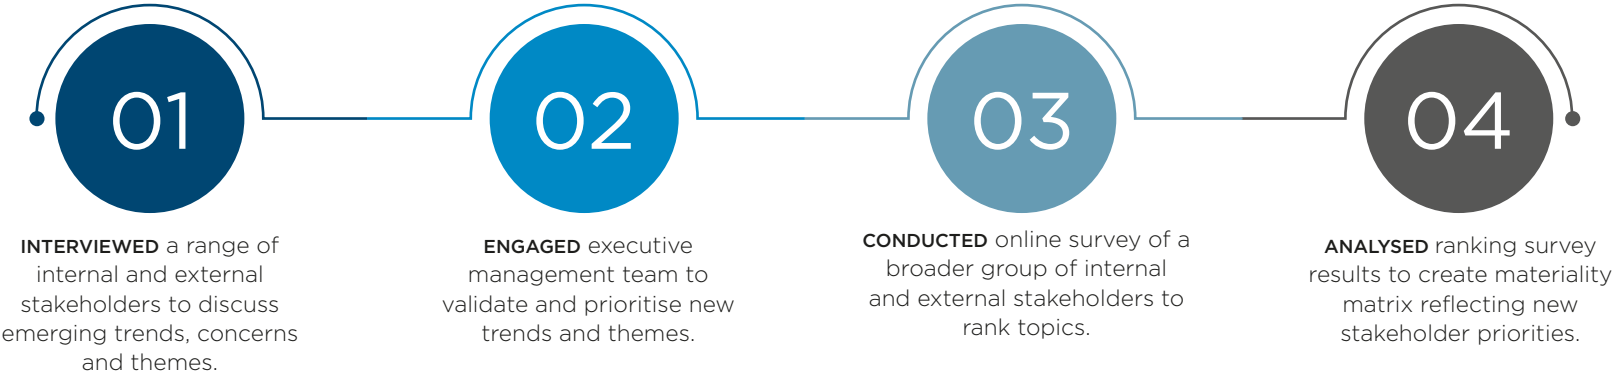 01
INTERVIEWED a range of
internal and external
stakeholders to discuss
emerging trends, concerns
and themes.
02
ENGAGED executive
management team to
validate and prioritise new
trends and themes.
03
CONDUCTED online survey of a
broader group of internal
and external stakeholders to
rank topics.
04
ANALYSED ranking survey
results to create materiality
matrix reflecting new
stakeholder priorities.